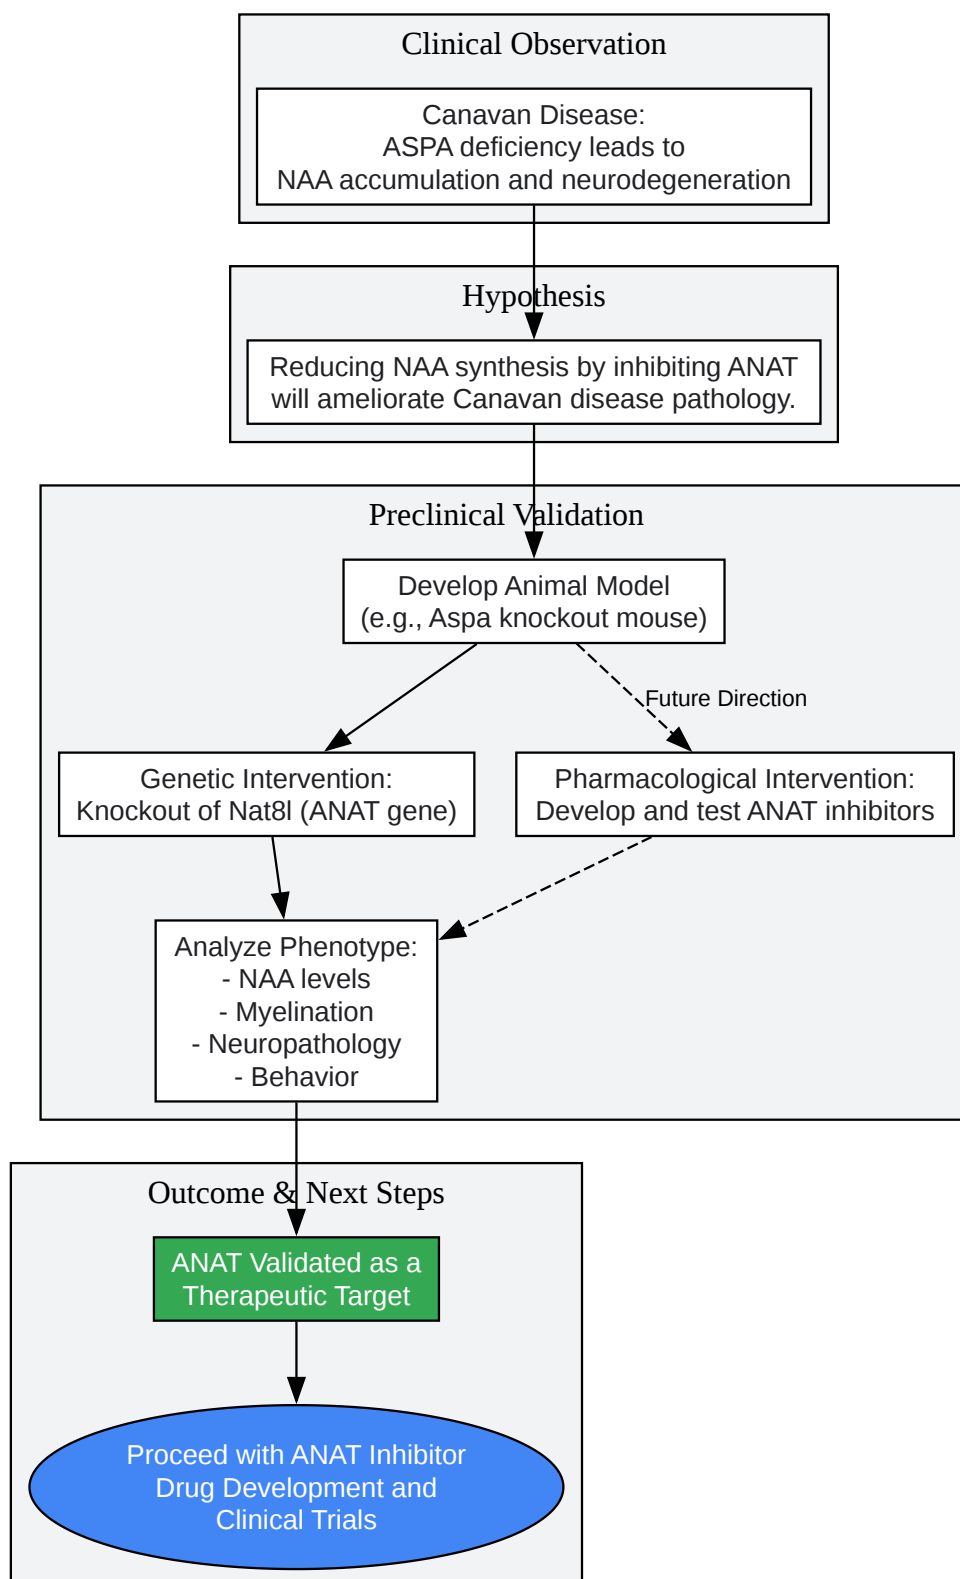 Clinical Observation
Canavan Disease:
ASPA deficiency leads to
NAA accumulation and neurodegeneration
Hypothesis
Reducing NAA synthesis by inhibiting ANAT
will ameliorate Canavan disease pathology.
Preclinical Validation
Develop Animal Model
(e.g., Aspa knockout mouse)
Future Direction
Genetic Intervention:
Knockout of Nat8l (ANAT gene)
Pharmacological Intervention:
Develop and test ANAT inhibitors
Analyze Phenotype:
- NAA levels
- Myelination
- Neuropathology
- Behavior
Outcome & Next Steps
ANAT Validated as a
Therapeutic Target
Proceed with ANAT Inhibitor
Drug Development and
Clinical Trials